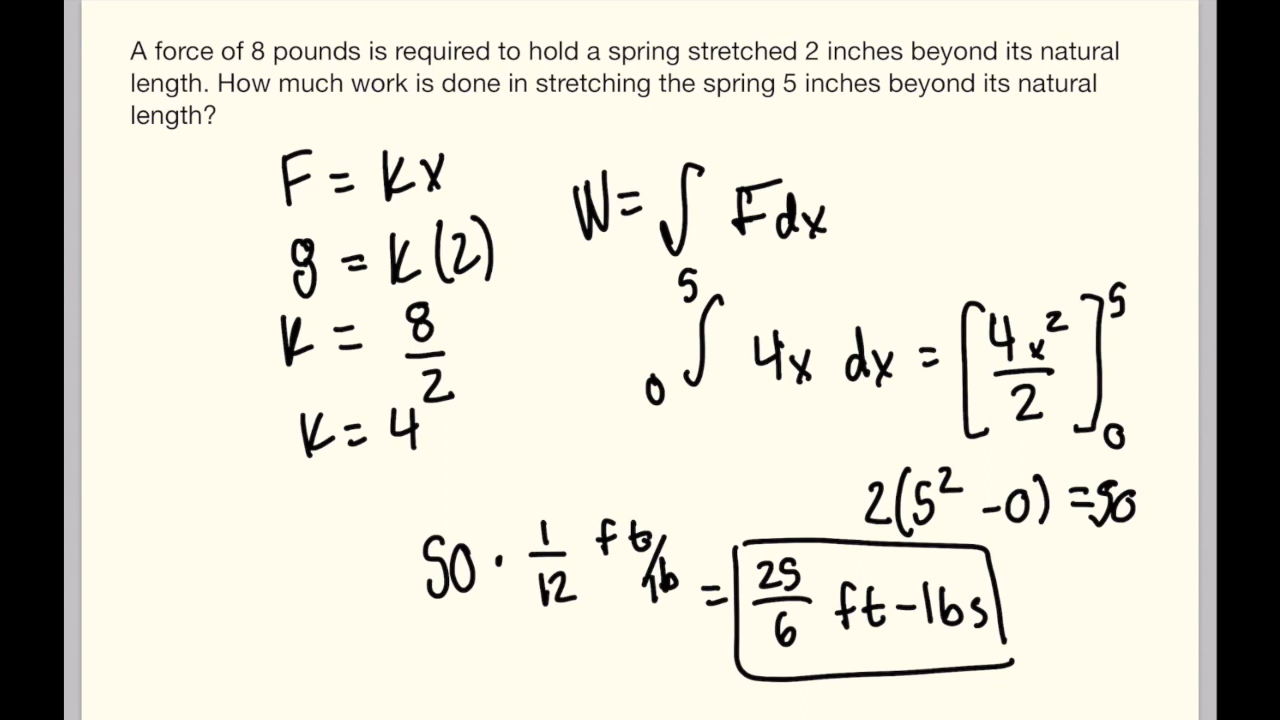 A force of 8 pounds is required to hold a spring stretched 2 inches beyond its natural
length. How much work is done in stretching the spring 5 inches beyond its natural
length?
F = kx
8 = k(2)
k = 8/2
k = 4
W = ∫ F dx
∫₀⁵ 4x dx = [4x²/2]₀⁵
2(5² - 0) = 50
50 · 1/12 ft/lb = 25/6 ft-lbs